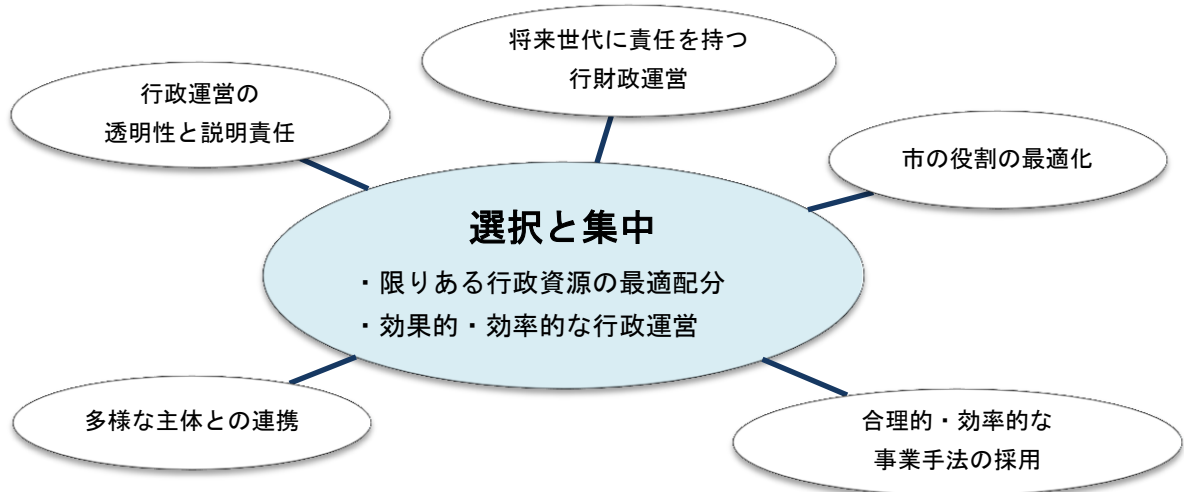 将来世代に責任を持つ
行財政運営
行政運営の
透明性と説明責任
市の役割の最適化
選択と集中
・限りある行政資源の最適配分
・効果的・効率的な行政運営
多様な主体との連携
合理的・効率的な
事業手法の採用